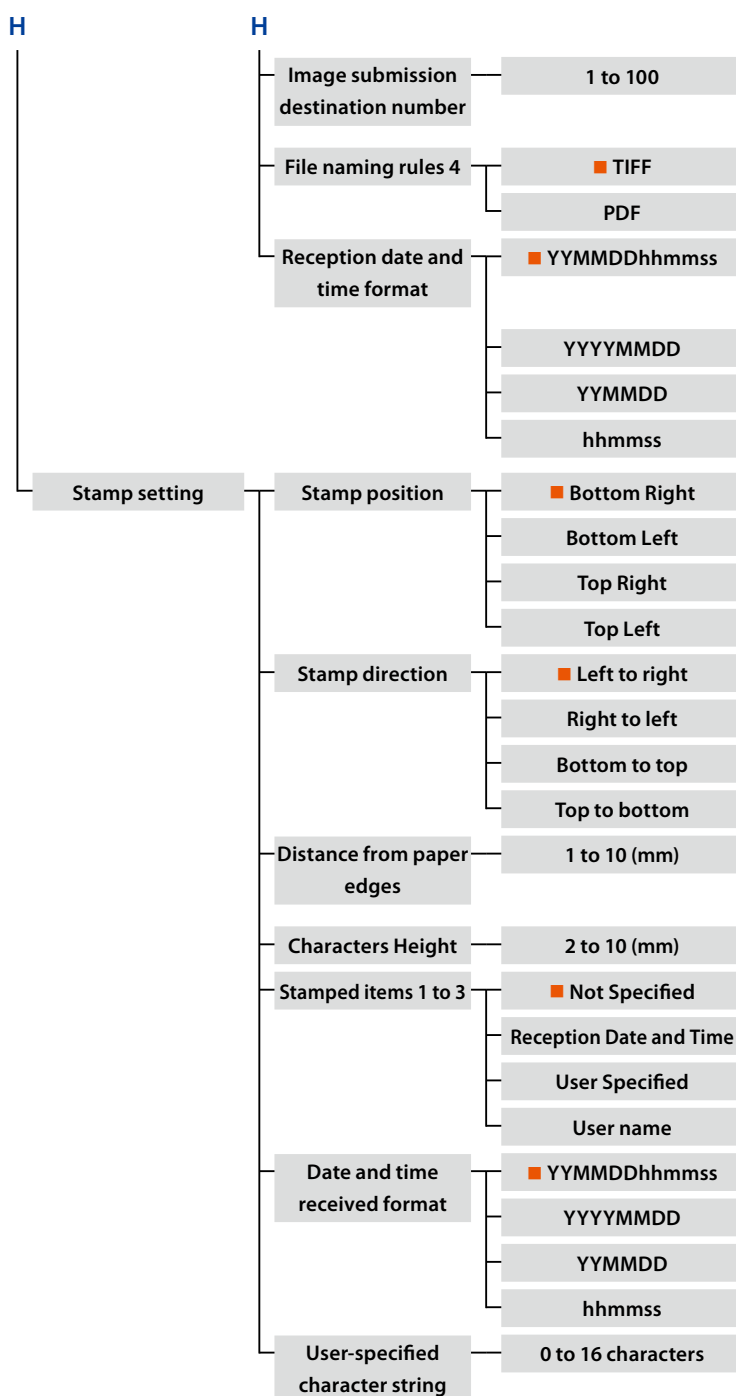 H H
Image submission
destination number
1 to 100
File naming rules 4
TIFF
PDF
Reception date and
time format
YYMMDDhhmmss
YYYYMMDD
YYMMDD
hhmmss
Stamp setting
Stamp position
Bottom Right
Bottom Left
Top Right
Top Left
Stamp direction
Left to right
Right to left
Bottom to top
Top to bottom
Distance from paper
edges
1 to 10 (mm)
Characters Height
2 to 10 (mm)
Stamped items 1 to 3
Not Specified
Reception Date and Time
User Specified
User name
Date and time
received format
YYMMDDhhmmss
YYYYMMDD
YYMMDD
hhmmss
User-specified
character string
0 to 16 characters